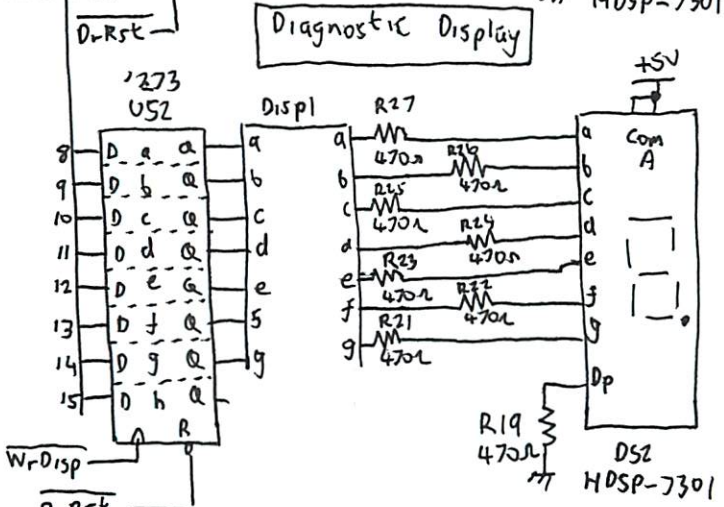 HDSP-7301
DrRst
Diagnostic Display
+5V
'273
U52
Displ
8 D a Q a
9 D b Q b
10 D c Q c
11 D d Q d
12 D e Q e
13 D f Q 5
14 D g Q g
15 D h Q
R
WrDisp
a R27 470Ω a
b R26 470Ω b
c R25 470Ω c
d R24 470Ω d
e R23 470Ω e
f R22 470Ω f
g R21 470Ω g
Com
A
Dp
R19
470Ω
DS2
HDSP-7301